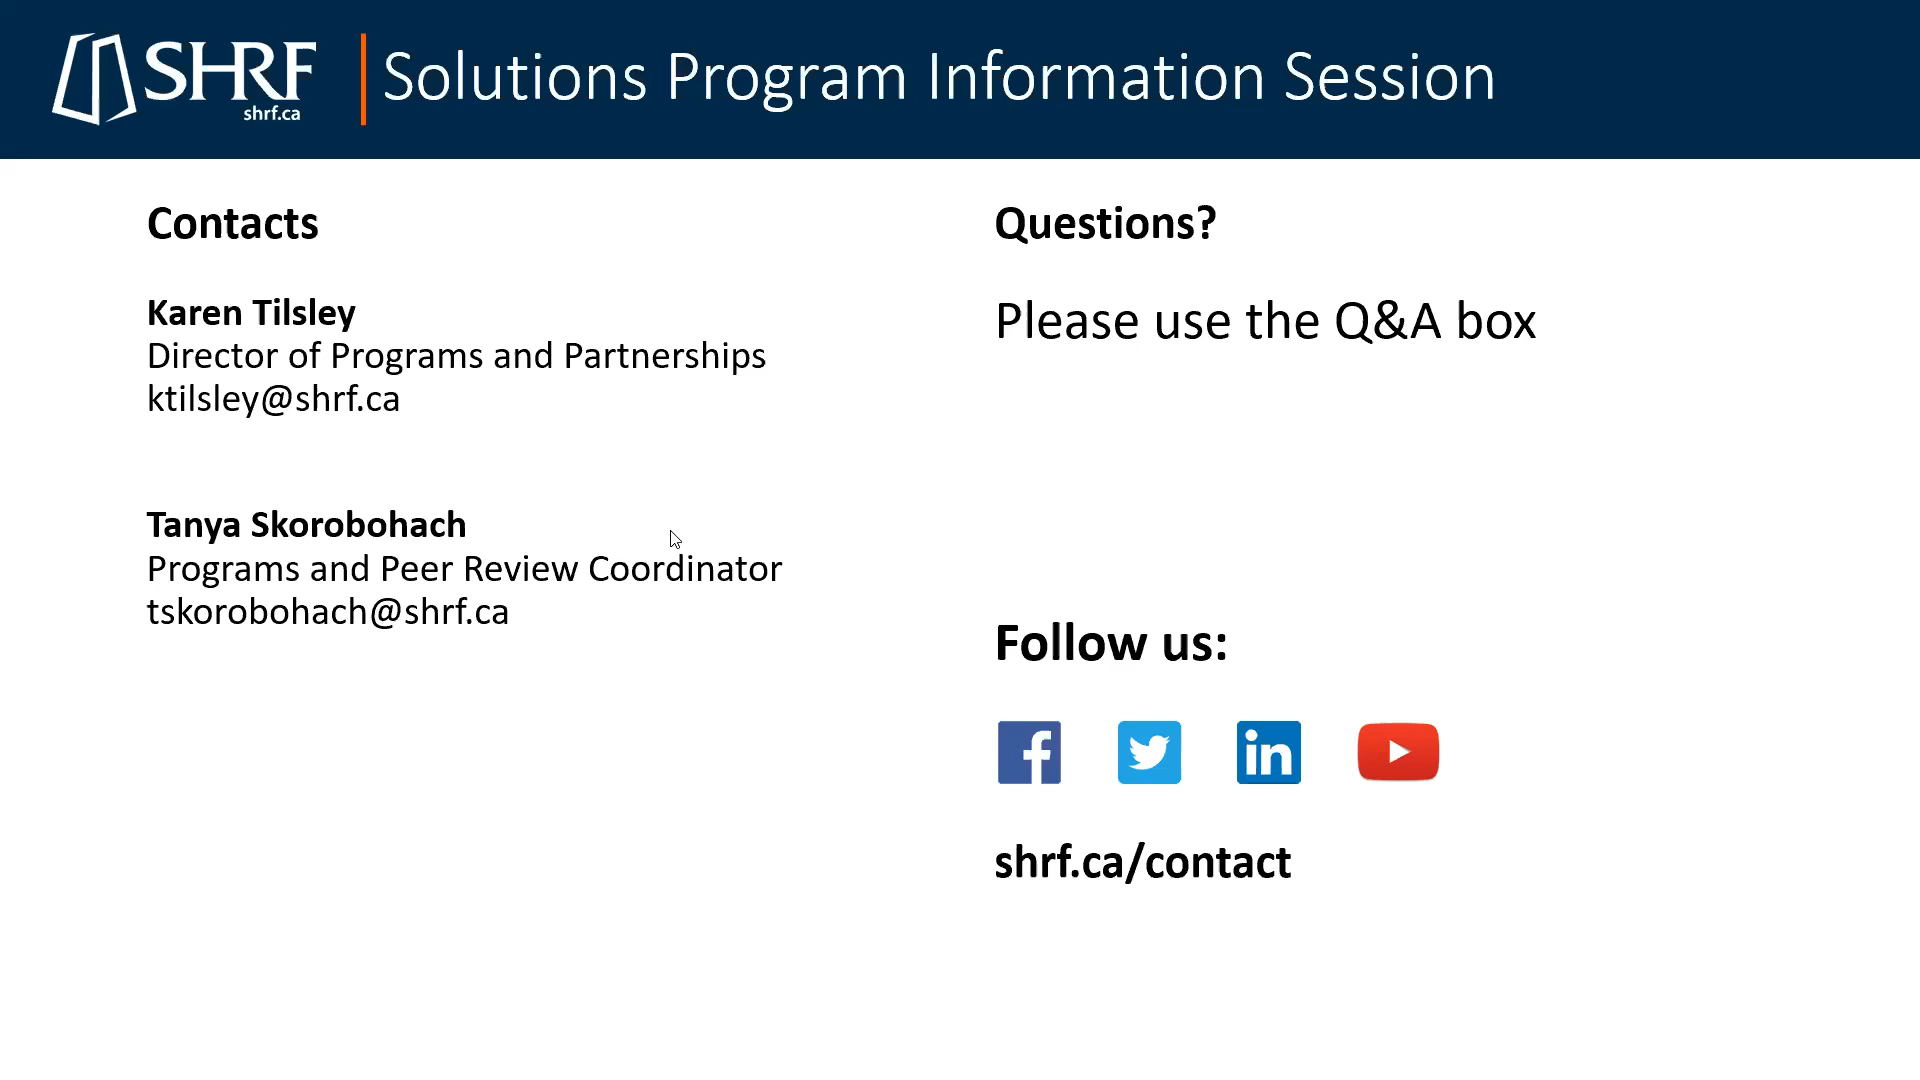 SHRF
shrf.ca
Solutions Program Information Session
Contacts
Karen Tilsley
Director of Programs and Partnerships
ktilsley@shrf.ca
Tanya Skorobohach
Programs and Peer Review Coordinator
tskorobohach@shrf.ca
Questions?
Please use the Q&A box
Follow us:
f
in
shrf.ca/contact